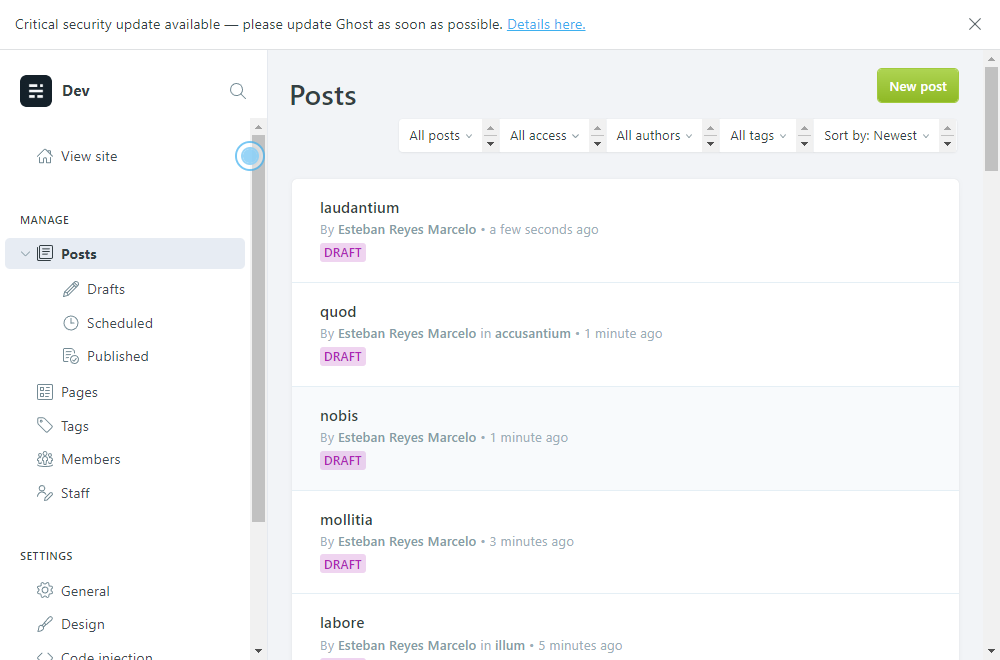 Critical security update available — please update Ghost as soon as possible. Details here.
Dev
View site
MANAGE
Posts
Drafts
Scheduled
Published
Pages
Tags
Members
Staff
SETTINGS
General
Design
Code injection
Posts
New post
All posts
All access
All authors
All tags
Sort by: Newest
laudantium
By Esteban Reyes Marcelo • a few seconds ago
DRAFT
quod
By Esteban Reyes Marcelo in accusantium • 1 minute ago
DRAFT
nobis
By Esteban Reyes Marcelo • 1 minute ago
DRAFT
mollitia
By Esteban Reyes Marcelo • 3 minutes ago
DRAFT
labore
By Esteban Reyes Marcelo in illum • 5 minutes ago